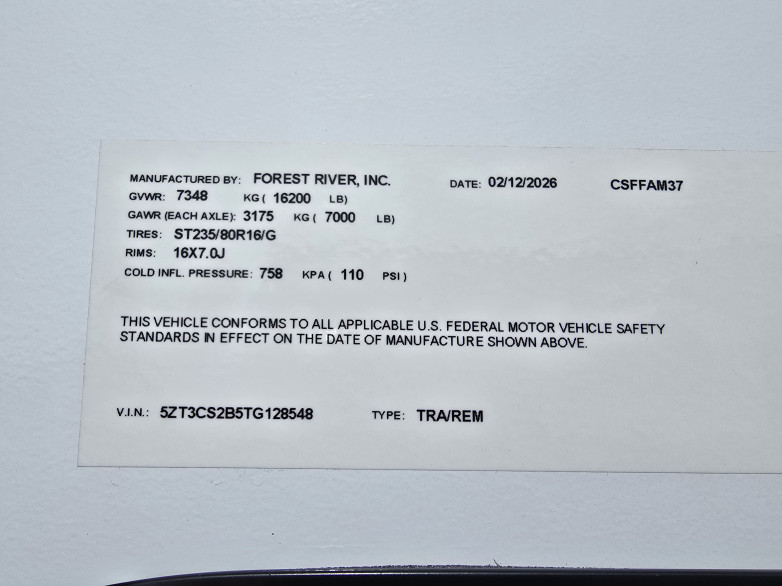 MANUFACTURED BY: FOREST RIVER, INC. DATE: 02/12/2026 CSFFAM37
GVWR: 7348 KG ( 16200 LB)
GAWR (EACH AXLE): 3175 KG ( 7000 LB)
TIRES: ST235/80R16/G
RIMS: 16X7.0J
COLD INFL. PRESSURE: 758 KPA ( 110 PSI )
THIS VEHICLE CONFORMS TO ALL APPLICABLE U.S. FEDERAL MOTOR VEHICLE SAFETY
STANDARDS IN EFFECT ON THE DATE OF MANUFACTURE SHOWN ABOVE.
V.I.N.: 5ZT3CS2B5TG128548 TYPE: TRA/REM